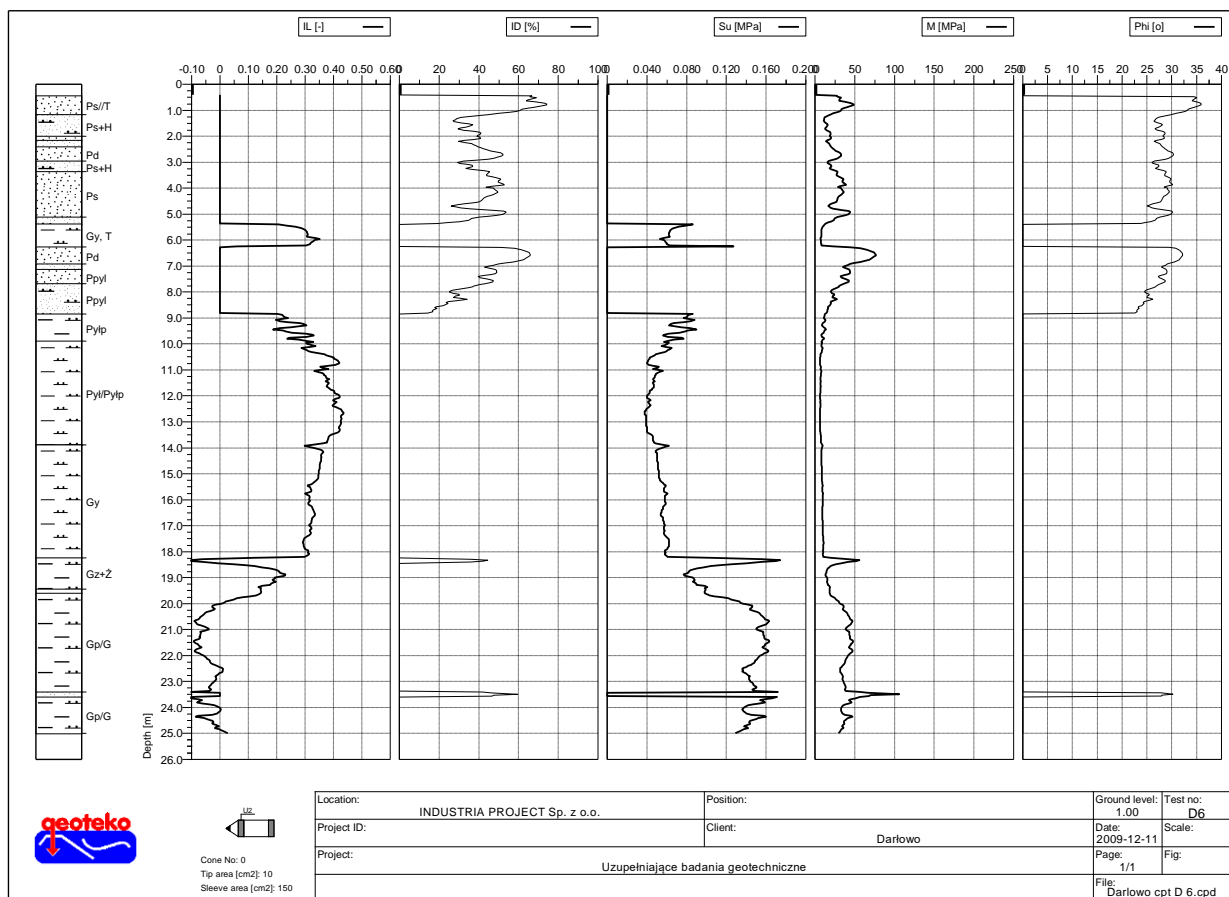 IL [-] ID [%] Su [MPa] M [MPa] Phi [o]
-0.10 0 0.10 0.20 0.30 0.40 0.50 0.60 0 20 40 60 80 100 0 0.040 0.080 0.120 0.160 0.200 0 50 100 150 200 250 0 5 10 15 20 25 30 35 40
0
Ps//T
1.0
Ps+H
2.0
Pd
3.0
Ps+H
4.0
Ps
5.0
Gy, T
6.0
Pd
7.0
Ppyl
8.0
Ppyl
9.0
Pyłp
10.0
11.0
Pył/Pyłp
12.0
13.0
14.0
15.0
Gy
16.0
17.0
18.0
Gz+Ż
19.0
20.0
21.0
Gp/G
22.0
23.0
24.0
Gp/G
25.0
26.0
Depth [m]
geoteko
U2
Cone No: 0
Tip area [cm2]: 10
Sleeve area [cm2]: 150
Location:
INDUSTRIA PROJECT Sp. z o.o.
Position:
Ground level:
1.00
Test no:
D6
Project ID:
Client:
Darłowo
Date:
2009-12-11
Scale:
Project:
Uzupełniające badania geotechniczne
Page:
1/1
Fig:
File:
Darlowo cpt D 6.cpd